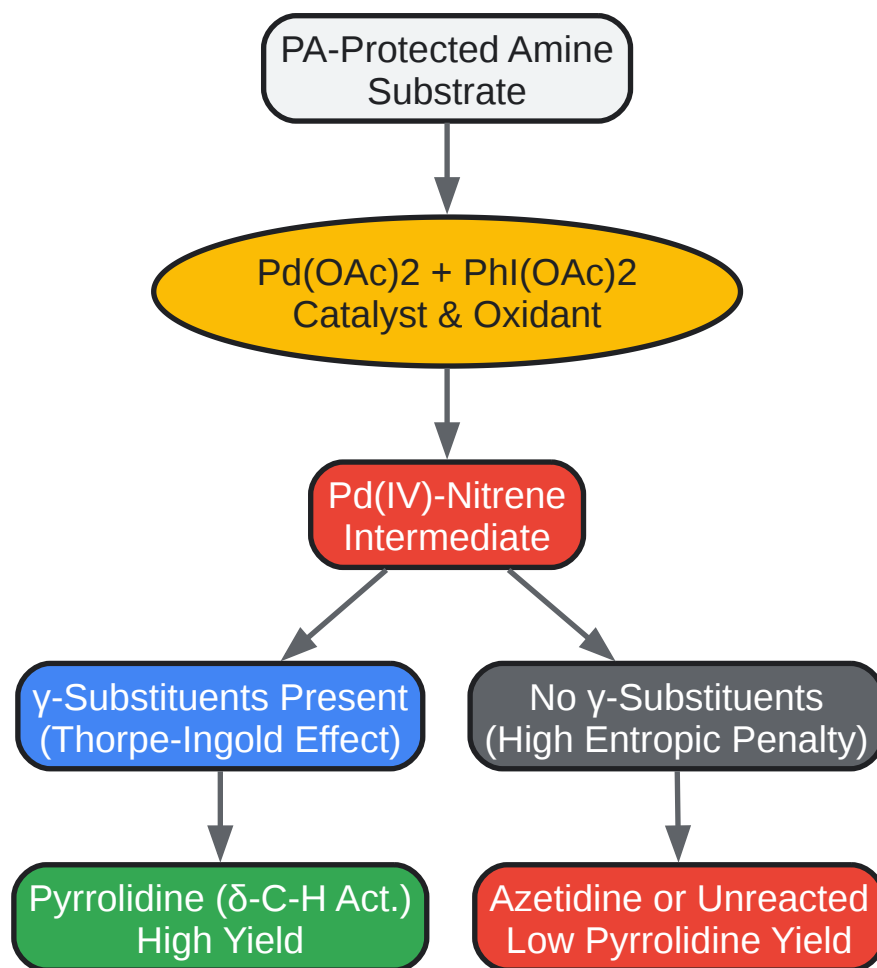 PA-Protected Amine
Substrate
Pd(OAc)2 + PhI(OAc)2
Catalyst & Oxidant
Pd(IV)-Nitrene
Intermediate
γ-Substituents Present
(Thorpe-Ingold Effect)
No γ-Substituents
(High Entropic Penalty)
Pyrrolidine (δ-C-H Act.)
High Yield
Azetidine or Unreacted
Low Pyrrolidine Yield